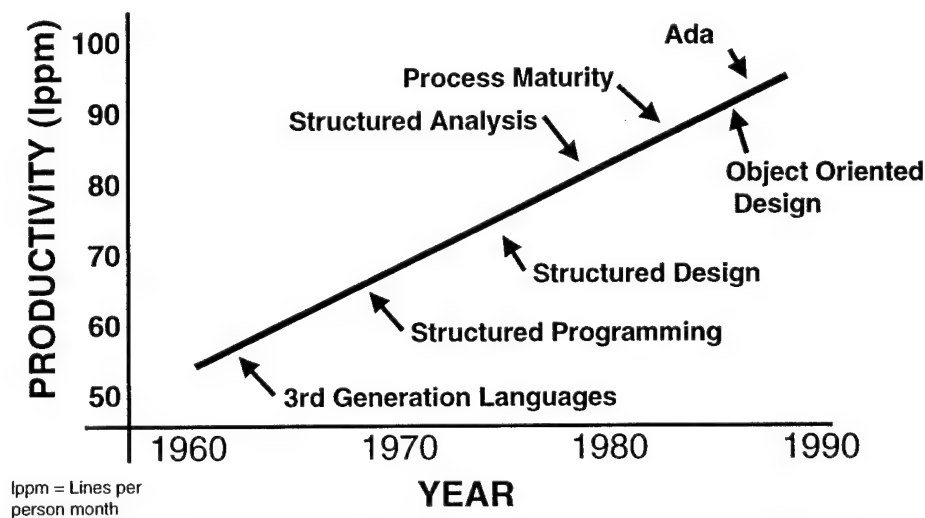 PRODUCTIVITY (lppm)
100
90
80
70
60
50
Ada
Process Maturity
Structured Analysis
Object Oriented
Design
Structured Design
Structured Programming
3rd Generation Languages
1960
1970
1980
1990
YEAR
lppm = Lines per
person month